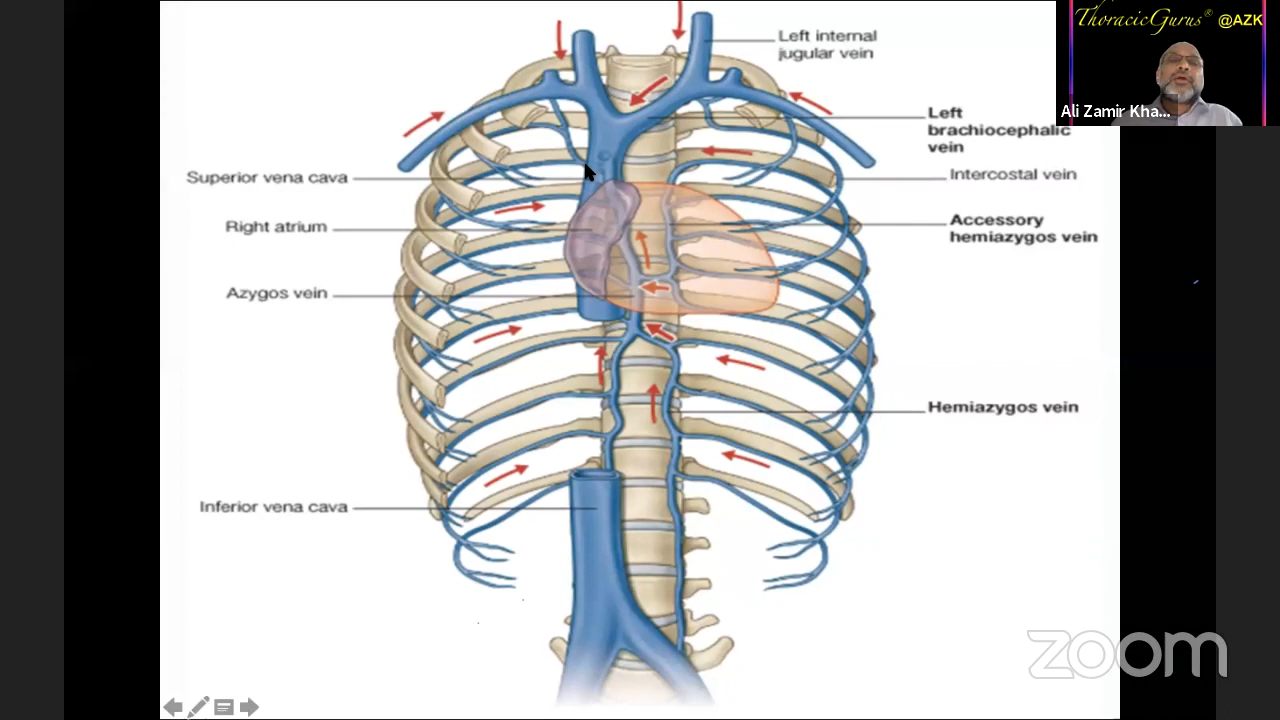 ThoracicGurus® @AZK
Ali Zamir Kha...
Left internal
jugular vein
Left
brachiocephalic
vein
Superior vena cava
Intercostal vein
Right atrium
Accessory
hemiazygos vein
Azygos vein
Hemiazygos vein
Inferior vena cava
zoom